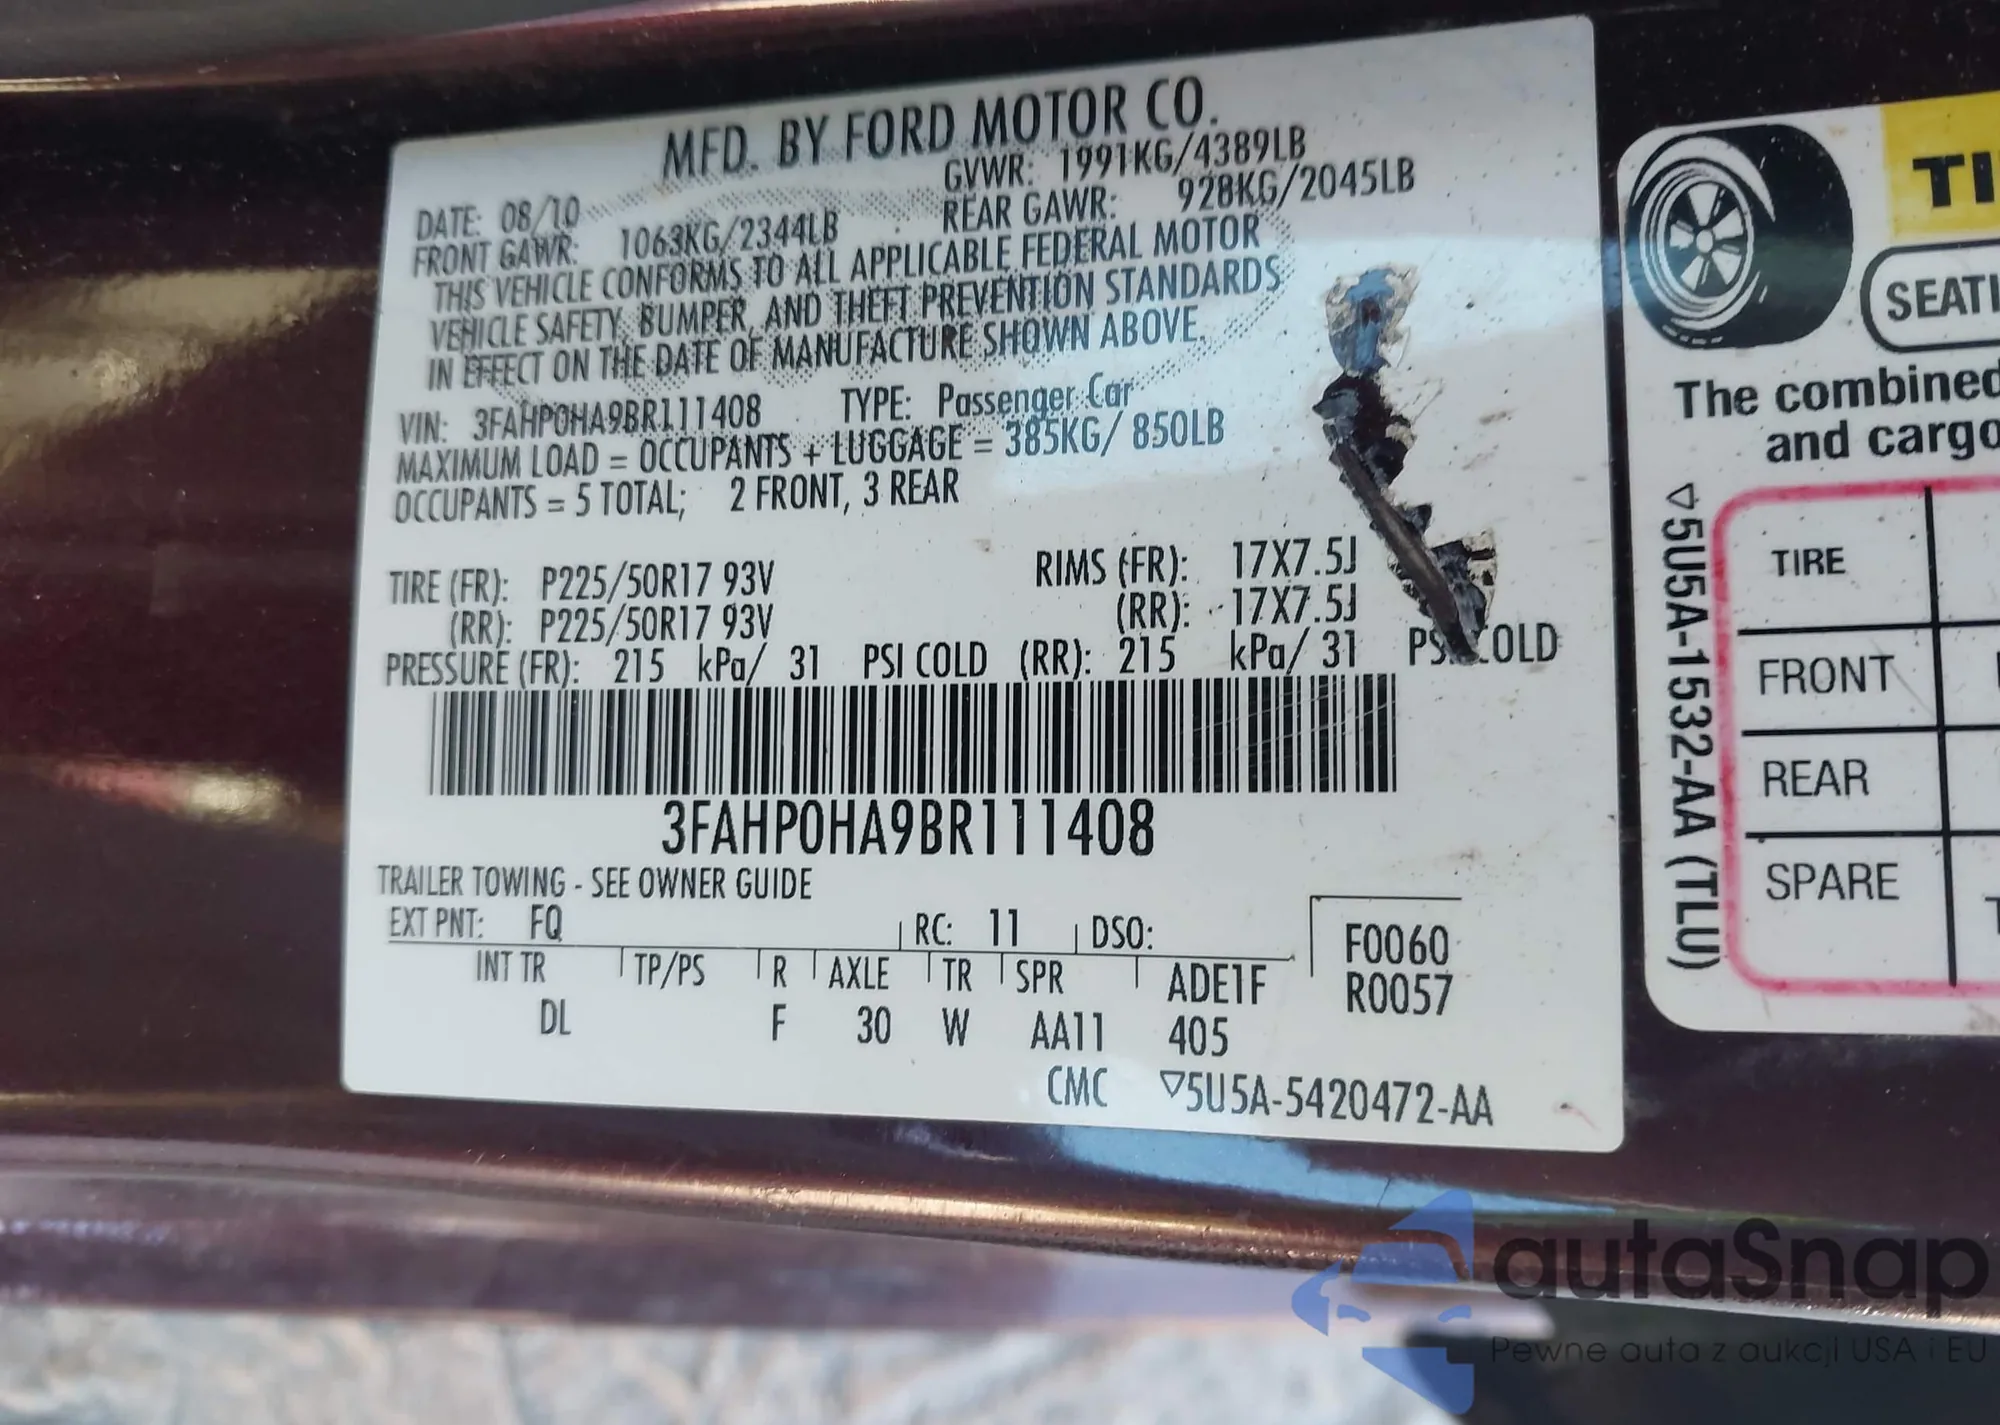 MFD. BY FORD MOTOR CO.
DATE: 08/10 GVWR: 1991KG/4389LB
FRONT GAWR: 1063KG/2344LB REAR GAWR: 928KG/2045LB
THIS VEHICLE CONFORMS TO ALL APPLICABLE FEDERAL MOTOR
VEHICLE SAFETY, BUMPER, AND THEFT PREVENTION STANDARDS
IN EFFECT ON THE DATE OF MANUFACTURE SHOWN ABOVE.
VIN: 3FAHP0HA9BR111408 TYPE: Passenger Car
MAXIMUM LOAD = OCCUPANTS + LUGGAGE = 385KG/ 850LB
OCCUPANTS = 5 TOTAL; 2 FRONT, 3 REAR
TIRE (FR): P225/50R17 93V RIMS (FR): 17X7.5J
(RR): P225/50R17 93V (RR): 17X7.5J
PRESSURE (FR): 215 kPa/ 31 PSI COLD (RR): 215 kPa/ 31 PSI COLD
3FAHP0HA9BR111408
TRAILER TOWING - SEE OWNER GUIDE
EXT PNT: FQ RC: 11 DSO: F0060
R0057
INT TR TP/PS R AXLE TR SPR ADE1F
DL F 30 W AA11 405
CMC ▽5U5A-5420472-AA
TI
SEATI
The combined
and cargo
▽5U5A-1532-AA (TLU)
TIRE
FRONT
REAR
SPARE
T
autaSnap
Pewne auta z aukcji USA i EU